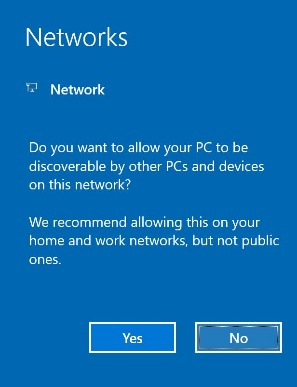 Networks
Network
Do you want to allow your PC to be
discoverable by other PCs and devices
on this network?
We recommend allowing this on your
home and work networks, but not public
ones.
Yes
No